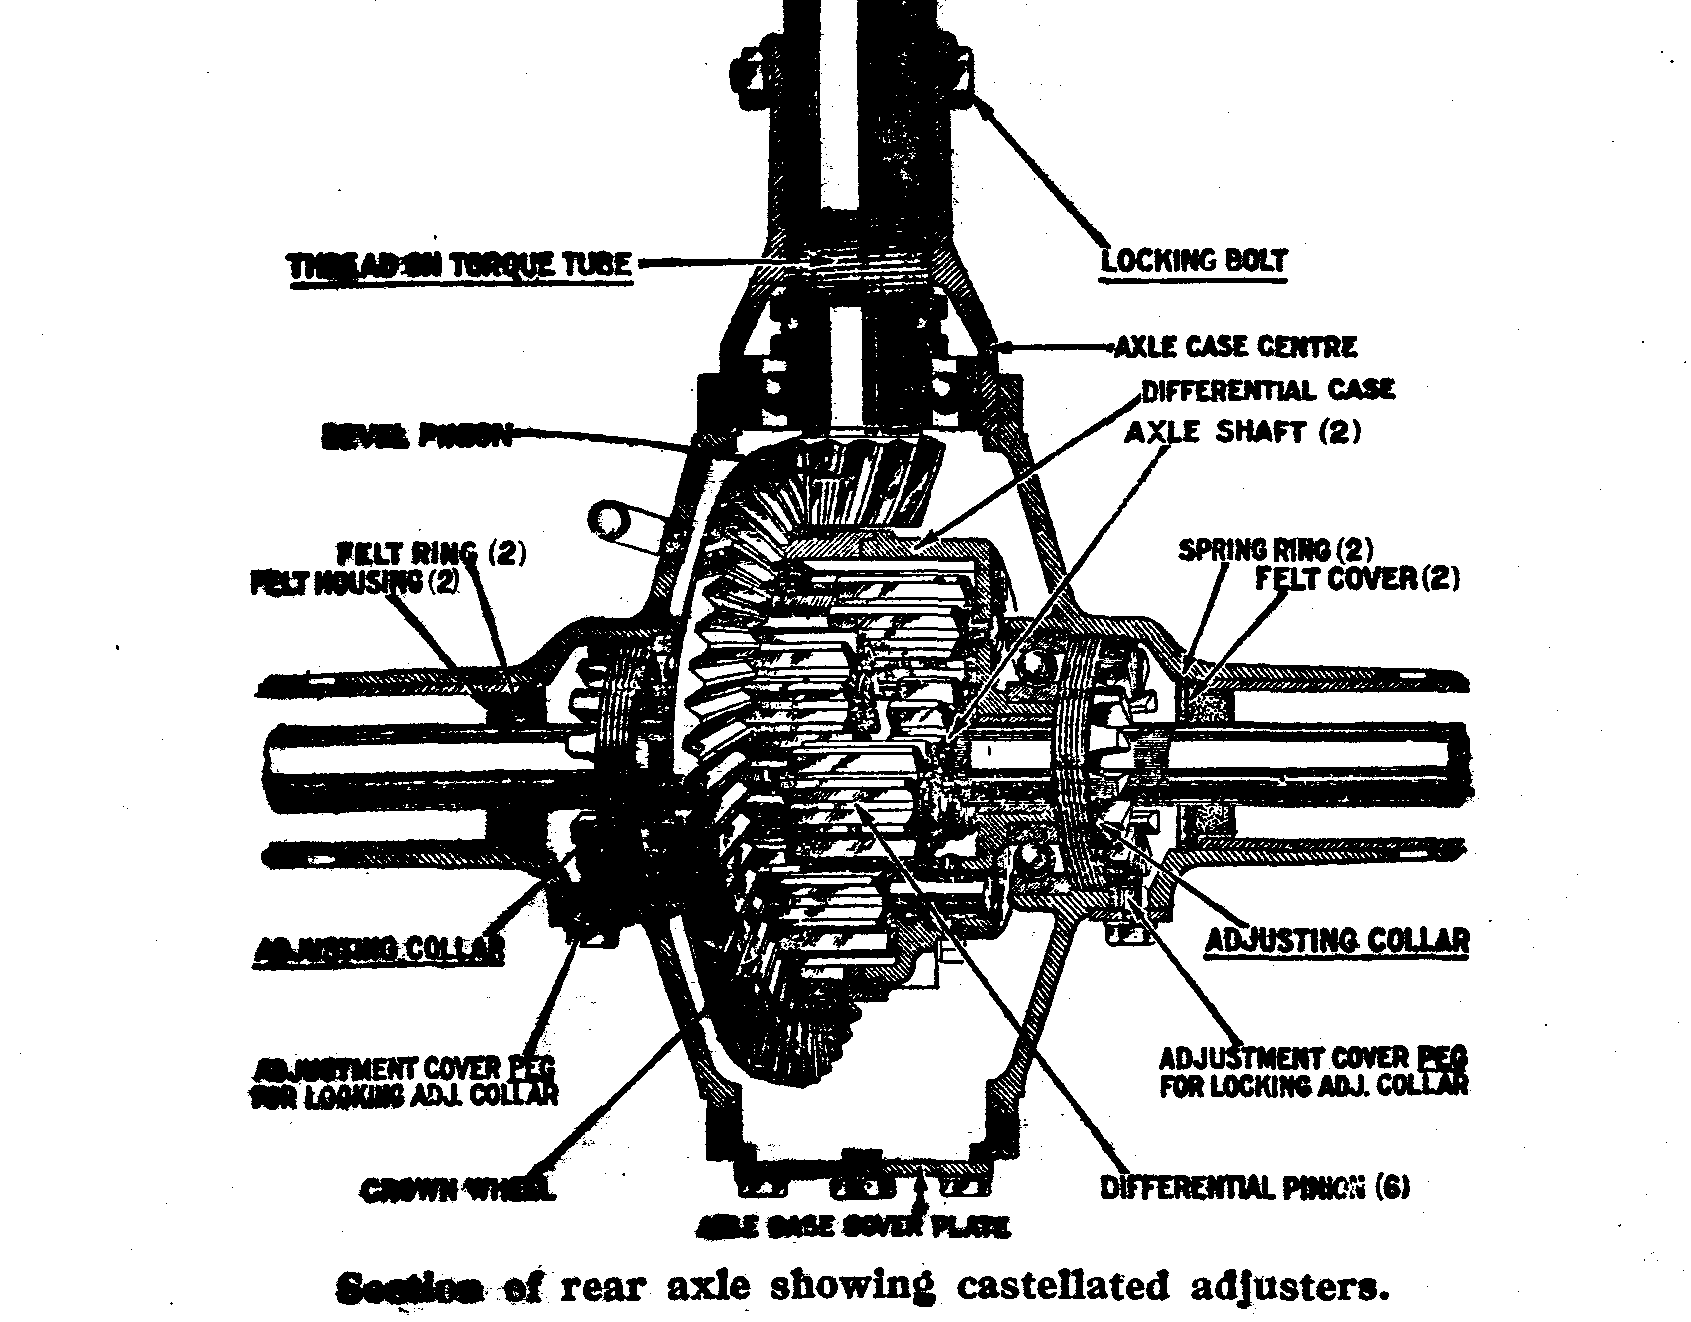 THREAD ON TORQUE TUBE
LOCKING BOLT
AXLE CASE CENTRE
DIFFERENTIAL CASE
AXLE SHAFT (2)
BEVEL PINION
FELT RING (2)
FELT HOUSING (2)
SPRING RING (2)
FELT COVER (2)
ADJUSTING COLLAR
ADJUSTING COLLAR
ADJUSTMENT COVER PEG
FOR LOCKING ADJ. COLLAR
ADJUSTMENT COVER PEG
FOR LOCKING ADJ. COLLAR
CROWN WHEEL
DIFFERENTIAL PINION (6)
AXLE CASE COVER PLATE
Section of rear axle showing castellated adjusters.